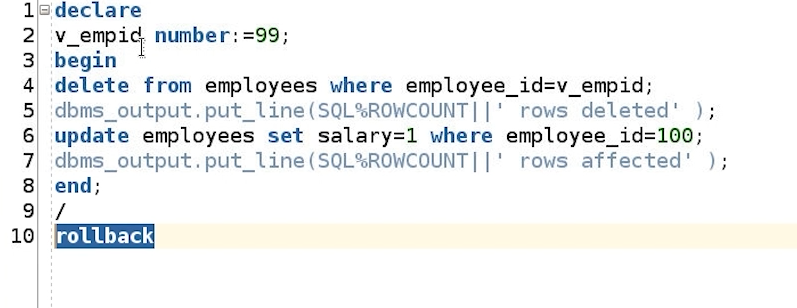 1 declare
2 v_empid number:=99;
3 begin
4 delete from employees where employee_id=v_empid;
5 dbms_output.put_line(SQL%ROWCOUNT||' rows deleted' );
6 update employees set salary=1 where employee_id=100;
7 dbms_output.put_line(SQL%ROWCOUNT||' rows affected' );
8 end;
9 /
10 rollback